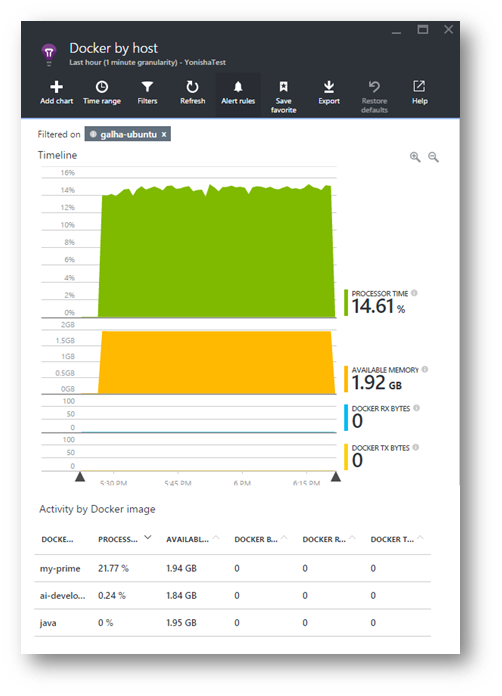 Docker by host
Last hour (1 minute granularity) - YonishaTest
Add chart Time range Filters Refresh Alert rules Save favorite Export Restore defaults Help
Filtered on galha-ubuntu x
Timeline
16%
14%
12%
10%
8%
6%
4%
2%
0%
PROCESSOR TIME
14.61 %
2GB
1.5GB
1GB
0.5GB
0GB
AVAILABLE MEMORY
1.92 GB
100
50
0
DOCKER RX BYTES
0
100
50
0
DOCKER TX BYTES
0
5:30 PM 5:45 PM 6 PM 6:15 PM
Activity by Docker image
DOCKE... PROCESS... AVAILABL... DOCKER B... DOCKER R... DOCKER T...
my-prime 21.77 % 1.94 GB 0 0 0
ai-develo... 0.24 % 1.84 GB 0 0 0
java 0 % 1.95 GB 0 0 0